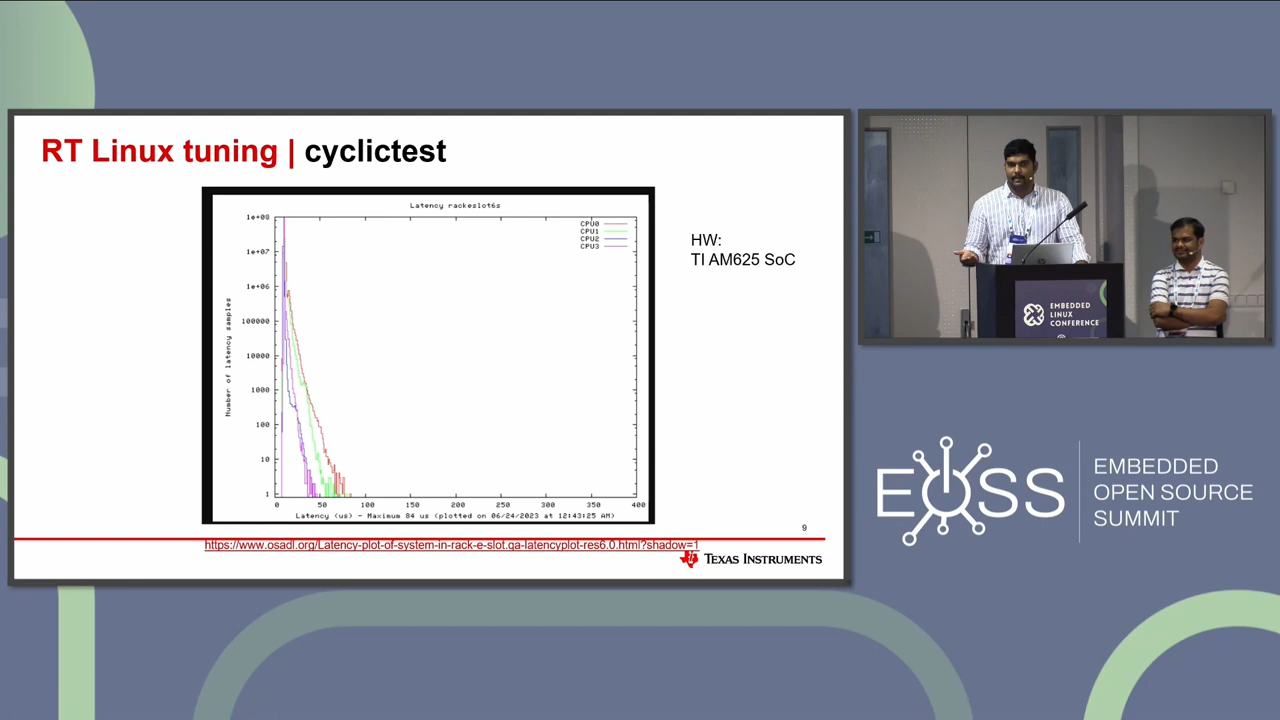 RT Linux tuning | cyclictest
Latency rackeslot6s
1e+08
1e+07
1e+06
100000
10000
1000
100
10
1
Number of latency samples
CPU0
CPU1
CPU2
CPU3
0 50 100 150 200 250 300 350 400
Latency (us) - Maximum 84 us (plotted on 06/24/2023 at 12:43:25 AM)
HW:
TI AM625 SoC
9
https://www.osadl.org/Latency-plot-of-system-in-rack-e-slot.qa-latencyplot-res6.0.html?shadow=1
TEXAS INSTRUMENTS
EMBEDDED
LINUX
CONFERENCE
EOSS
EMBEDDED
OPEN SOURCE
SUMMIT